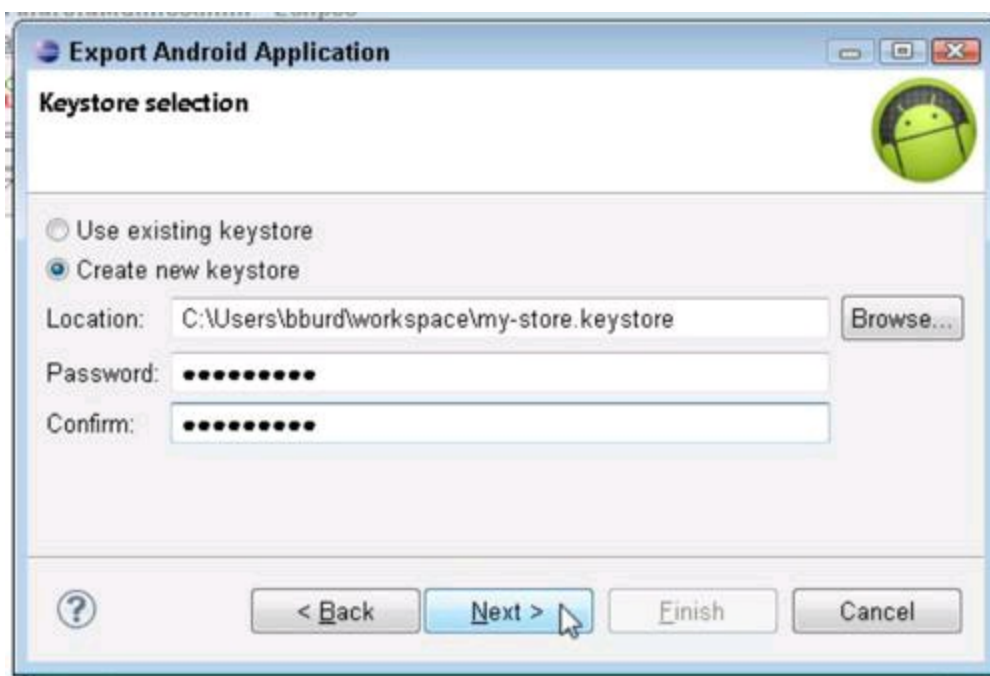 Export Android Application
Keystore selection
Use existing keystore
Create new keystore
Location: C:\Users\bburd\workspace\my-store.keystore Browse...
Password: •••••••••
Confirm: •••••••••
? < Back Next > Finish Cancel